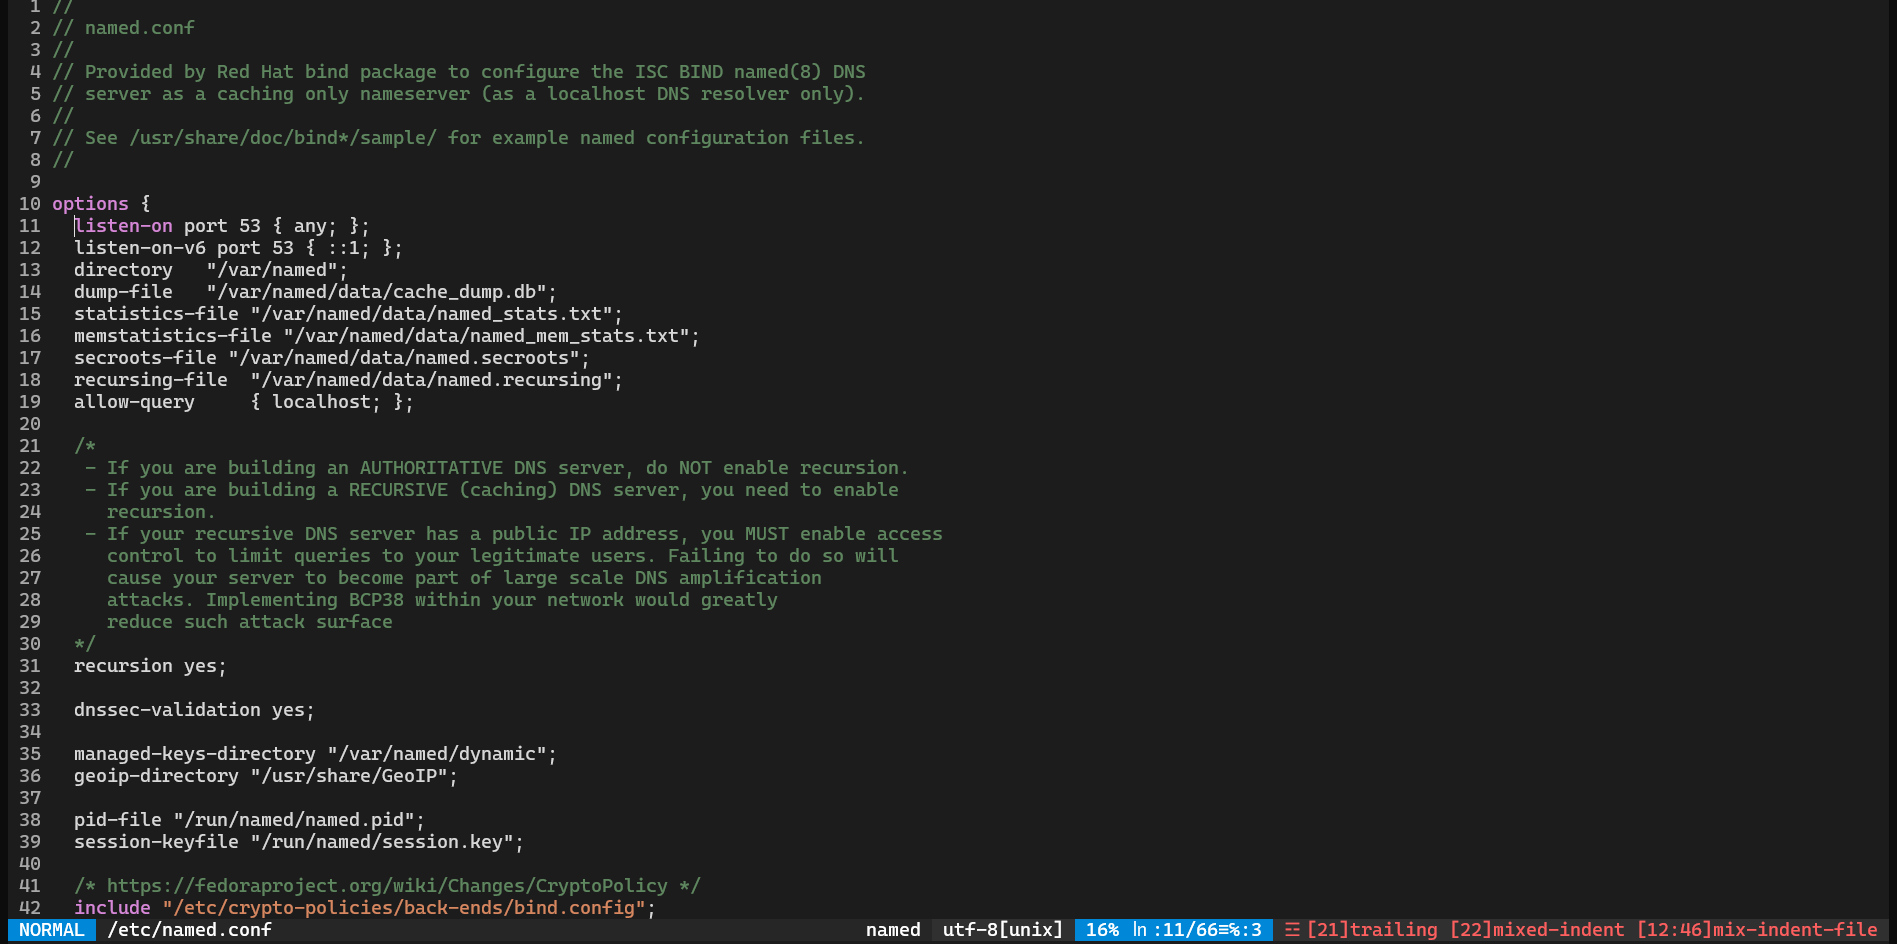 1 //
2 // named.conf
3 //
4 // Provided by Red Hat bind package to configure the ISC BIND named(8) DNS
5 // server as a caching only nameserver (as a localhost DNS resolver only).
6 //
7 // See /usr/share/doc/bind*/sample/ for example named configuration files.
8 //
9
10 options {
11   listen-on port 53 { any; };
12   listen-on-v6 port 53 { ::1; };
13   directory   "/var/named";
14   dump-file   "/var/named/data/cache_dump.db";
15   statistics-file "/var/named/data/named_stats.txt";
16   memstatistics-file "/var/named/data/named_mem_stats.txt";
17   secroots-file "/var/named/data/named.secroots";
18   recursing-file  "/var/named/data/named.recursing";
19   allow-query     { localhost; };
20
21   /*
22    - If you are building an AUTHORITATIVE DNS server, do NOT enable recursion.
23    - If you are building a RECURSIVE (caching) DNS server, you need to enable
24      recursion.
25    - If your recursive DNS server has a public IP address, you MUST enable access
26      control to limit queries to your legitimate users. Failing to do so will
27      cause your server to become part of large scale DNS amplification
28      attacks. Implementing BCP38 within your network would greatly
29      reduce such attack surface
30   */
31   recursion yes;
32
33   dnssec-validation yes;
34
35   managed-keys-directory "/var/named/dynamic";
36   geoip-directory "/usr/share/GeoIP";
37
38   pid-file "/run/named/named.pid";
39   session-keyfile "/run/named/session.key";
40
41   /* https://fedoraproject.org/wiki/Changes/CryptoPolicy */
42   include "/etc/crypto-policies/back-ends/bind.config";
NORMAL /etc/named.conf named utf-8[unix] 16% ln :11/66≡℅:3 ☲ [21]trailing [22]mixed-indent [12:46]mix-indent-file